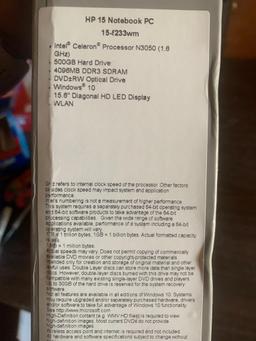 HP 15 Notebook PC
15-f233wm
Intel® Celeron® Processor N3050 (1.6
GHz)
500GB Hard Drive
4096MB DDR3 SDRAM
DVD±RW Optical Drive
Windows® 10
15.6" Diagonal HD LED Display
WLAN
refers to internal clock speed of the processor. Other factors
clock speed may impact system and application
performance.
numbering is not a measurement of higher performance
This system requires a separately purchased 64-bit operating system
and 64-bit software products to take advantage of the 64-bit
processing capabilities. Given the wide range of software
applications available, performance of a system including a 64-bit
operating system will vary.
1 trillion bytes, 1GB = 1 billion bytes. Actual formatted capacity
is less.
= 1 million bytes.
Actual speeds may vary. Does not permit copying of commercially
available DVD movies or other copyright-protected materials.
Intended only for creation and storage of original material and other
lawful uses. Double Layer discs can store more data than single layer
discs. However, double-layer discs burned with this drive may not be
compatible with many existing single-layer DVD drives and players.
Up to 30GB of the hard drive is reserved for the system recovery
software.
Not all features are available in all editions of Windows 10. Systems
may require upgraded and/or separately purchased hardware, drivers
and/or software to take full advantage of Windows 10 functionality.
See http://www.microsoft.com.
High-Definition content is required to view
high-definition images. Most current DVDs do not provide
high-definition images.
Wireless access point and internet is required and not included
All hardware and software specifications subject to change without